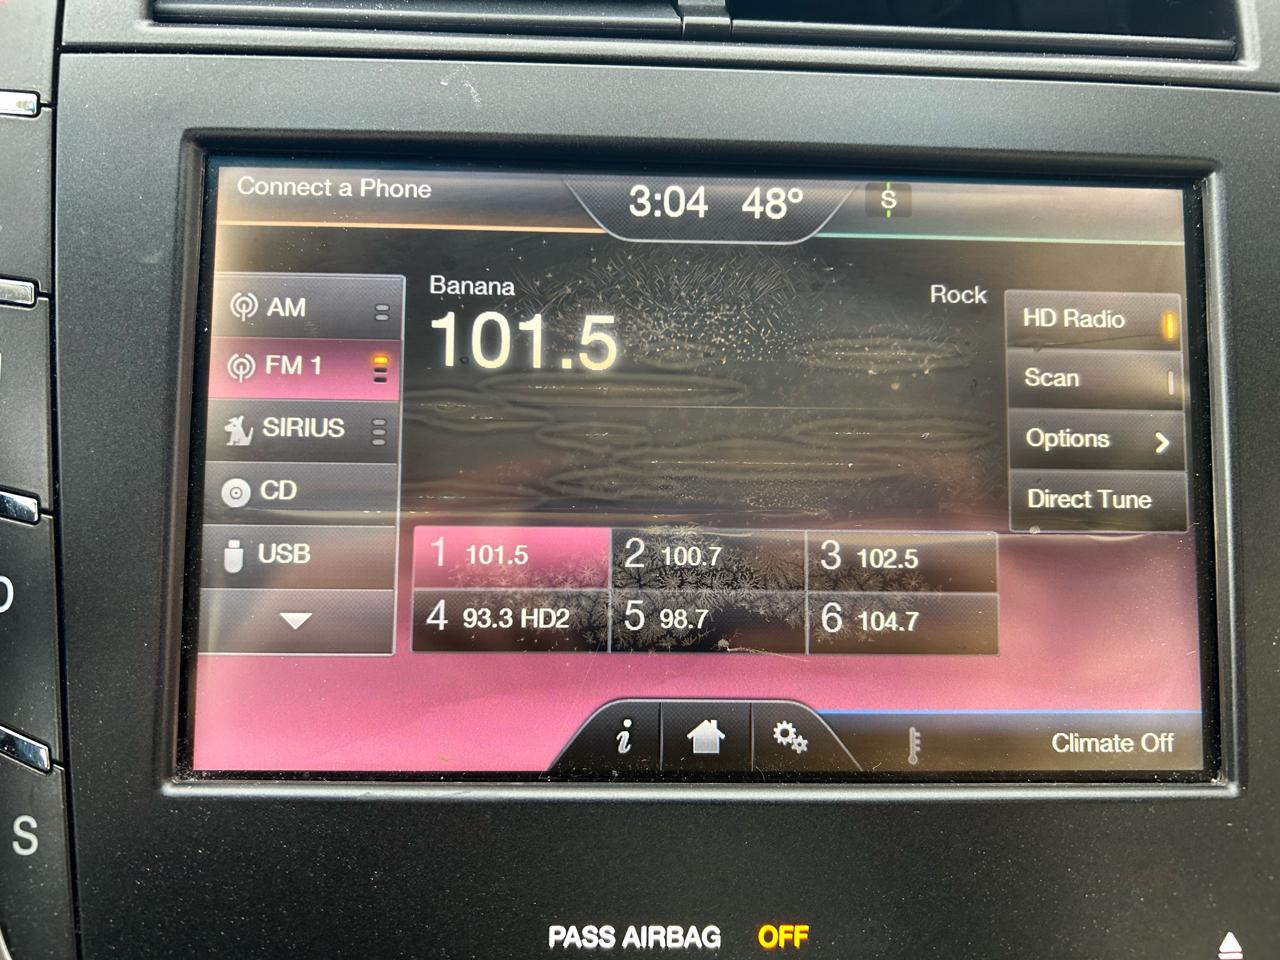 Connect a Phone
3:04 48° S
AM
FM 1
SIRIUS
CD
USB
Banana
101.5
Rock
HD Radio
Scan
Options
Direct Tune
1 101.5
2 100.7
3 102.5
4 93.3 HD2
5 98.7
6 104.7
i
Climate Off
S
PASS AIRBAG OFF